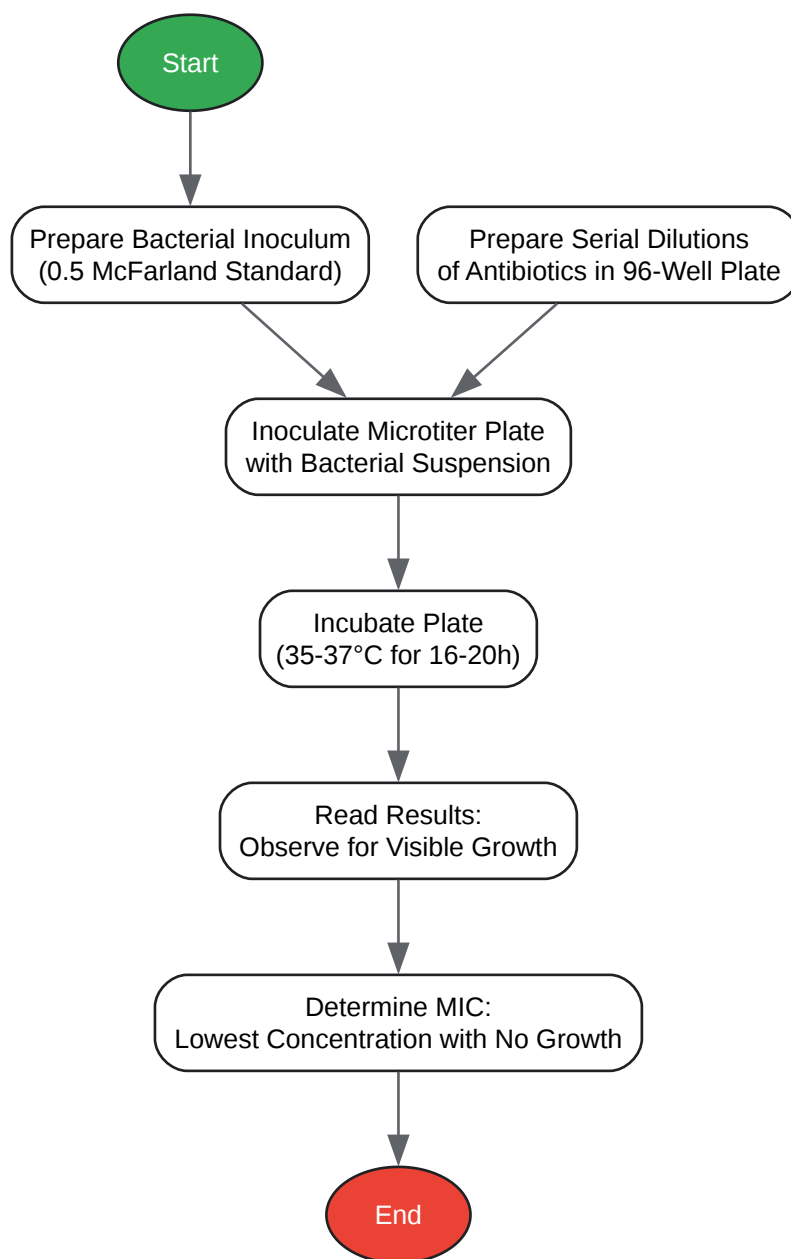 Start
Prepare Bacterial Inoculum
(0.5 McFarland Standard)
Prepare Serial Dilutions
of Antibiotics in 96-Well Plate
Inoculate Microtiter Plate
with Bacterial Suspension
Incubate Plate
(35-37°C for 16-20h)
Read Results:
Observe for Visible Growth
Determine MIC:
Lowest Concentration with No Growth
End